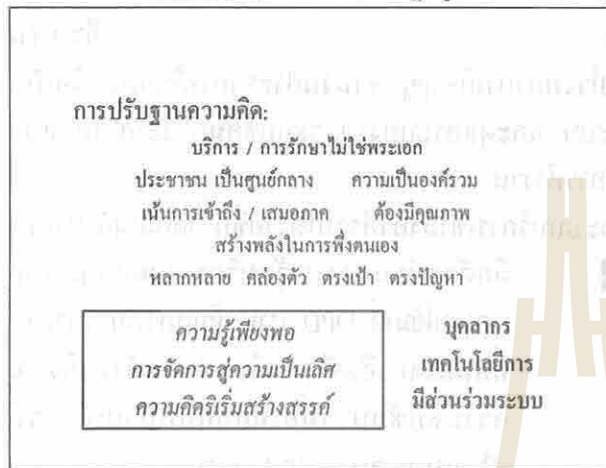 การปรับฐานความคิด:
บริการ / การรักษาไม่ใช่พระเอก
ประชาชน เป็นศูนย์กลาง ความเป็นองค์รวม
เน้นการเข้าถึง / เสมอภาค ต้องมีคุณภาพ
สร้างพลังในการพึ่งตนเอง
หลากหลาย คล่องตัว ตรงเป้า ตรงปัญหา
ความรู้เพียงพอ
การจัดการสู่ความเป็นเลิศ
ความคิดริเริ่มสร้างสรรค์
บุคลากร
เทคโนโลยีการ
มีส่วนร่วมระบบ